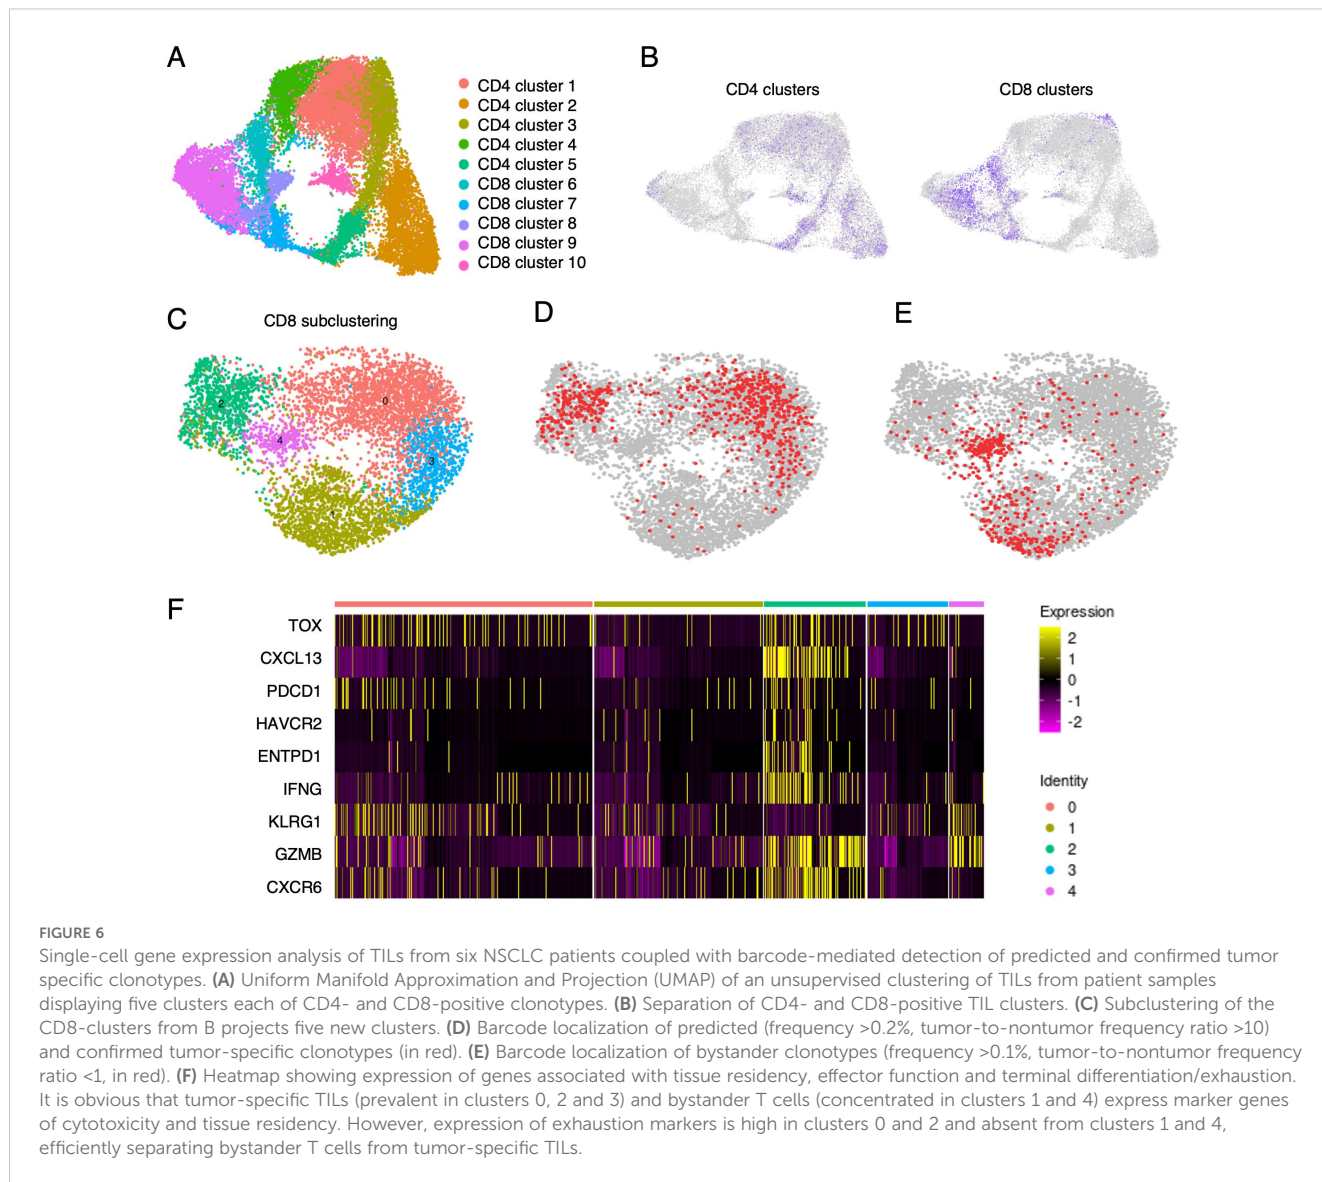 A
CD4 cluster 1
CD4 cluster 2
CD4 cluster 3
CD4 cluster 4
CD4 cluster 5
CD8 cluster 6
CD8 cluster 7
CD8 cluster 8
CD8 cluster 9
CD8 cluster 10
B
CD4 clusters
CD8 clusters
C
CD8 subclustering
0
1
2
3
4
D
E
F
TOX
CXCL13
PDCD1
HAVCR2
ENTPD1
IFNG
KLRG1
GZMB
CXCR6
Expression
2
1
0
-1
-2
Identity
0
1
2
3
4
FIGURE 6
Single-cell gene expression analysis of TILs from six NSCLC patients coupled with barcode-mediated detection of predicted and confirmed tumor
specific clonotypes. (A) Uniform Manifold Approximation and Projection (UMAP) of an unsupervised clustering of TILs from patient samples
displaying five clusters each of CD4- and CD8-positive clonotypes. (B) Separation of CD4- and CD8-positive TIL clusters. (C) Subclustering of the
CD8-clusters from B projects five new clusters. (D) Barcode localization of predicted (frequency >0.2%, tumor-to-nontumor frequency ratio >10)
and confirmed tumor-specific clonotypes (in red). (E) Barcode localization of bystander clonotypes (frequency >0.1%, tumor-to-nontumor frequency
ratio <1, in red). (F) Heatmap showing expression of genes associated with tissue residency, effector function and terminal differentiation/exhaustion.
It is obvious that tumor-specific TILs (prevalent in clusters 0, 2 and 3) and bystander T cells (concentrated in clusters 1 and 4) express marker genes
of cytotoxicity and tissue residency. However, expression of exhaustion markers is high in clusters 0 and 2 and absent from clusters 1 and 4,
efficiently separating bystander T cells from tumor-specific TILs.